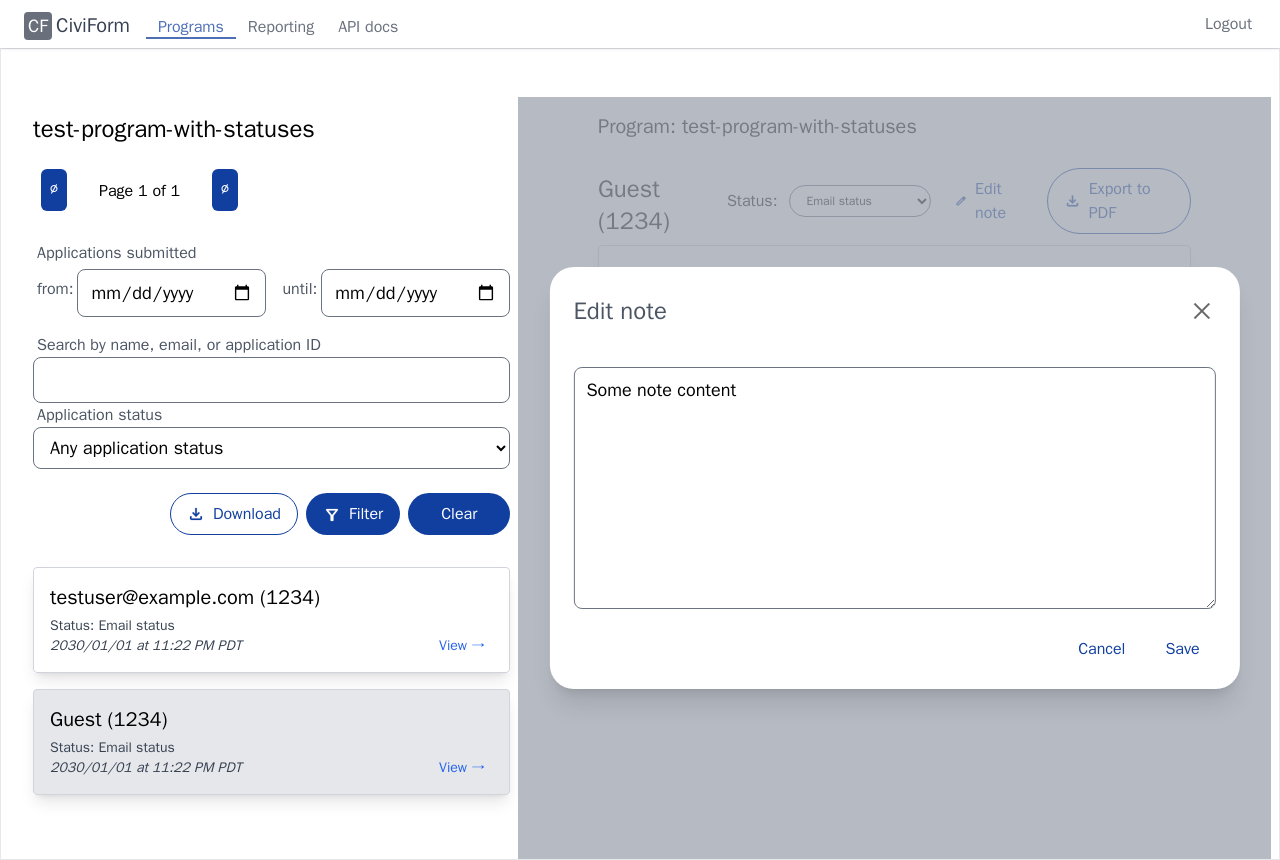 CF CiviForm
Programs
Reporting
API docs
Logout
test-program-with-statuses
Page 1 of 1
Applications submitted
from: mm/dd/yyyy
until: mm/dd/yyyy
Search by name, email, or application ID
Application status
Any application status
Download
Filter
Clear
testuser@example.com (1234)
Status: Email status
2030/01/01 at 11:22 PM PDT
View →
Guest (1234)
Status: Email status
2030/01/01 at 11:22 PM PDT
View →
Program: test-program-with-statuses
Guest
(1234)
Status:
Email status
Edit
note
Export to
PDF
Edit note
Some note content
Cancel
Save